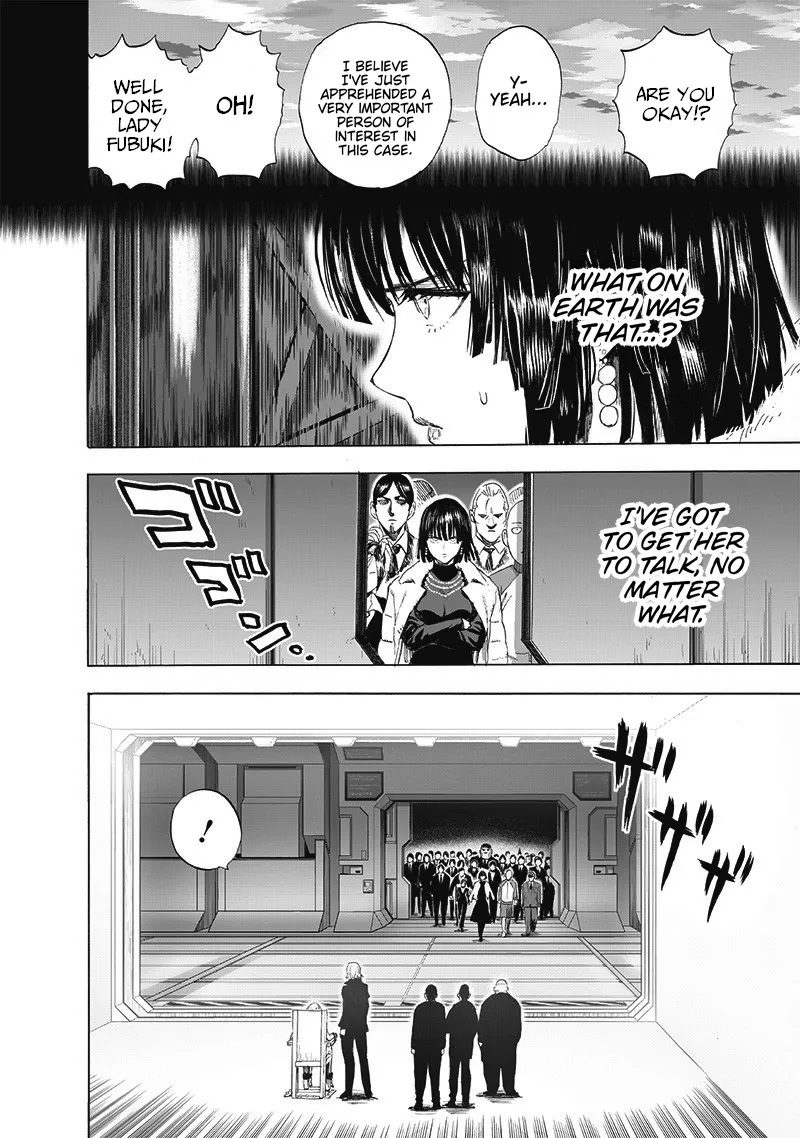 ARE YOU
OKAY!?
Y-
YEAH...
I BELIEVE
I'VE JUST
APPREHENDED A
VERY IMPORTANT
PERSON OF
INTEREST IN
THIS CASE.
OH!
WELL
DONE,
LADY
FUBUKI!
WHAT ON
EARTH WAS
THAT...?
I'VE GOT
TO GET HER
TO TALK, NO
MATTER
WHAT.
ゴゴン…
ザザッ
!